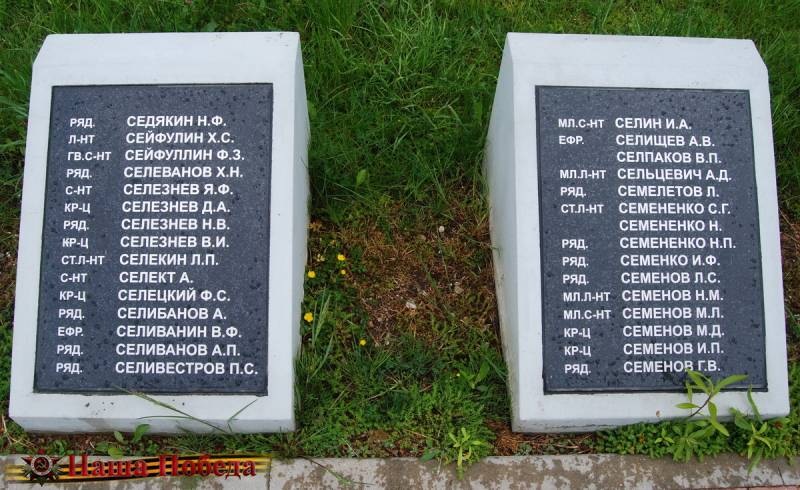 РЯД. СЕДЯКИН Н.Ф.
Л-НТ СЕЙФУЛИН Х.С.
ГВ.С-НТ СЕЙФУЛЛИН Ф.З.
РЯД. СЕЛЕВАНОВ Х.Н.
С-НТ СЕЛЕЗНЕВ Я.Ф.
КР-Ц СЕЛЕЗНЕВ Д.А.
РЯД. СЕЛЕЗНЕВ Н.В.
КР-Ц СЕЛЕЗНЕВ В.И.
СТ.Л-НТ СЕЛЕКИН Л.П.
С-НТ СЕЛЕКТ А.
КР-Ц СЕЛЕЦКИЙ Ф.С.
РЯД. СЕЛИБАНОВ А.
ЕФР. СЕЛИВАНИН В.Ф.
РЯД. СЕЛИВАНОВ А.П.
РЯД. СЕЛИВЕСТРОВ П.С.
МЛ.С-НТ СЕЛИН И.А.
ЕФР. СЕЛИЩЕВ А.В.
СЕЛПАКОВ В.П.
МЛ.Л-НТ СЕЛЬЦЕВИЧ А.Д.
РЯД. СЕМЕЛЕТОВ Л.
СТ.Л-НТ СЕМЕНЕНКО С.Г.
СЕМЕНЕНКО Н.
РЯД. СЕМЕНЕНКО Н.П.
РЯД. СЕМЕНКО И.Ф.
РЯД. СЕМЕНОВ Л.С.
МЛ.Л-НТ СЕМЕНОВ Н.М.
МЛ.С-НТ СЕМЕНОВ М.Л.
КР-Ц СЕМЕНОВ М.Д.
КР-Ц СЕМЕНОВ И.П.
РЯД. СЕМЕНОВ Г.В.
Наша Победа